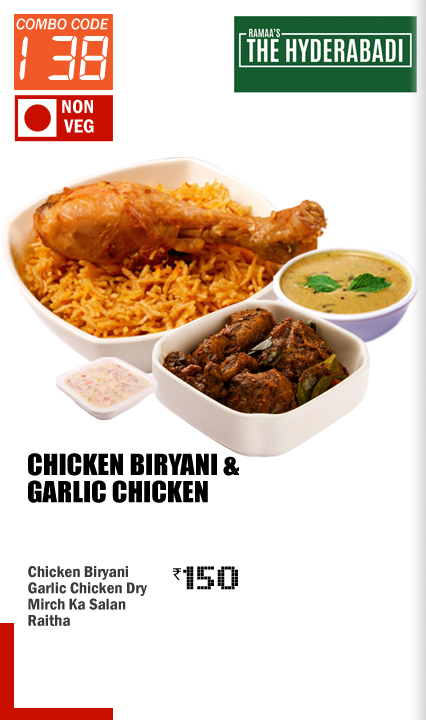 COMBO CODE
138
NON
VEG
RAMAA'S
THE HYDERABADI
CHICKEN BIRYANI &
GARLIC CHICKEN
Chicken Biryani
Garlic Chicken Dry
Mirch Ka Salan
Raitha
₹150